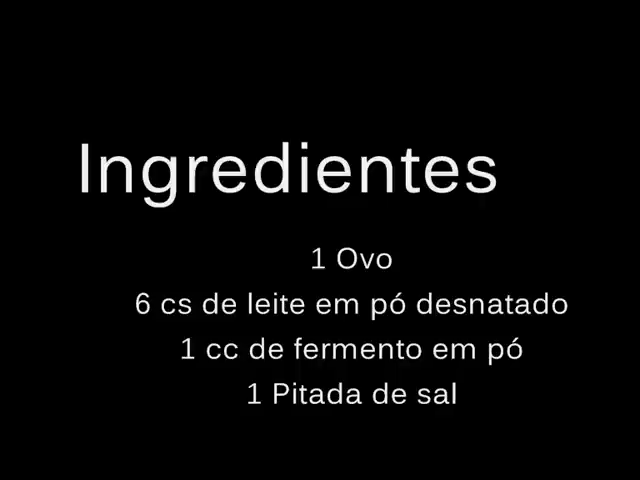 Ingredientes
1 Ovo
6 cs de leite em pó desnatado
1 cc de fermento em pó
1 Pitada de sal